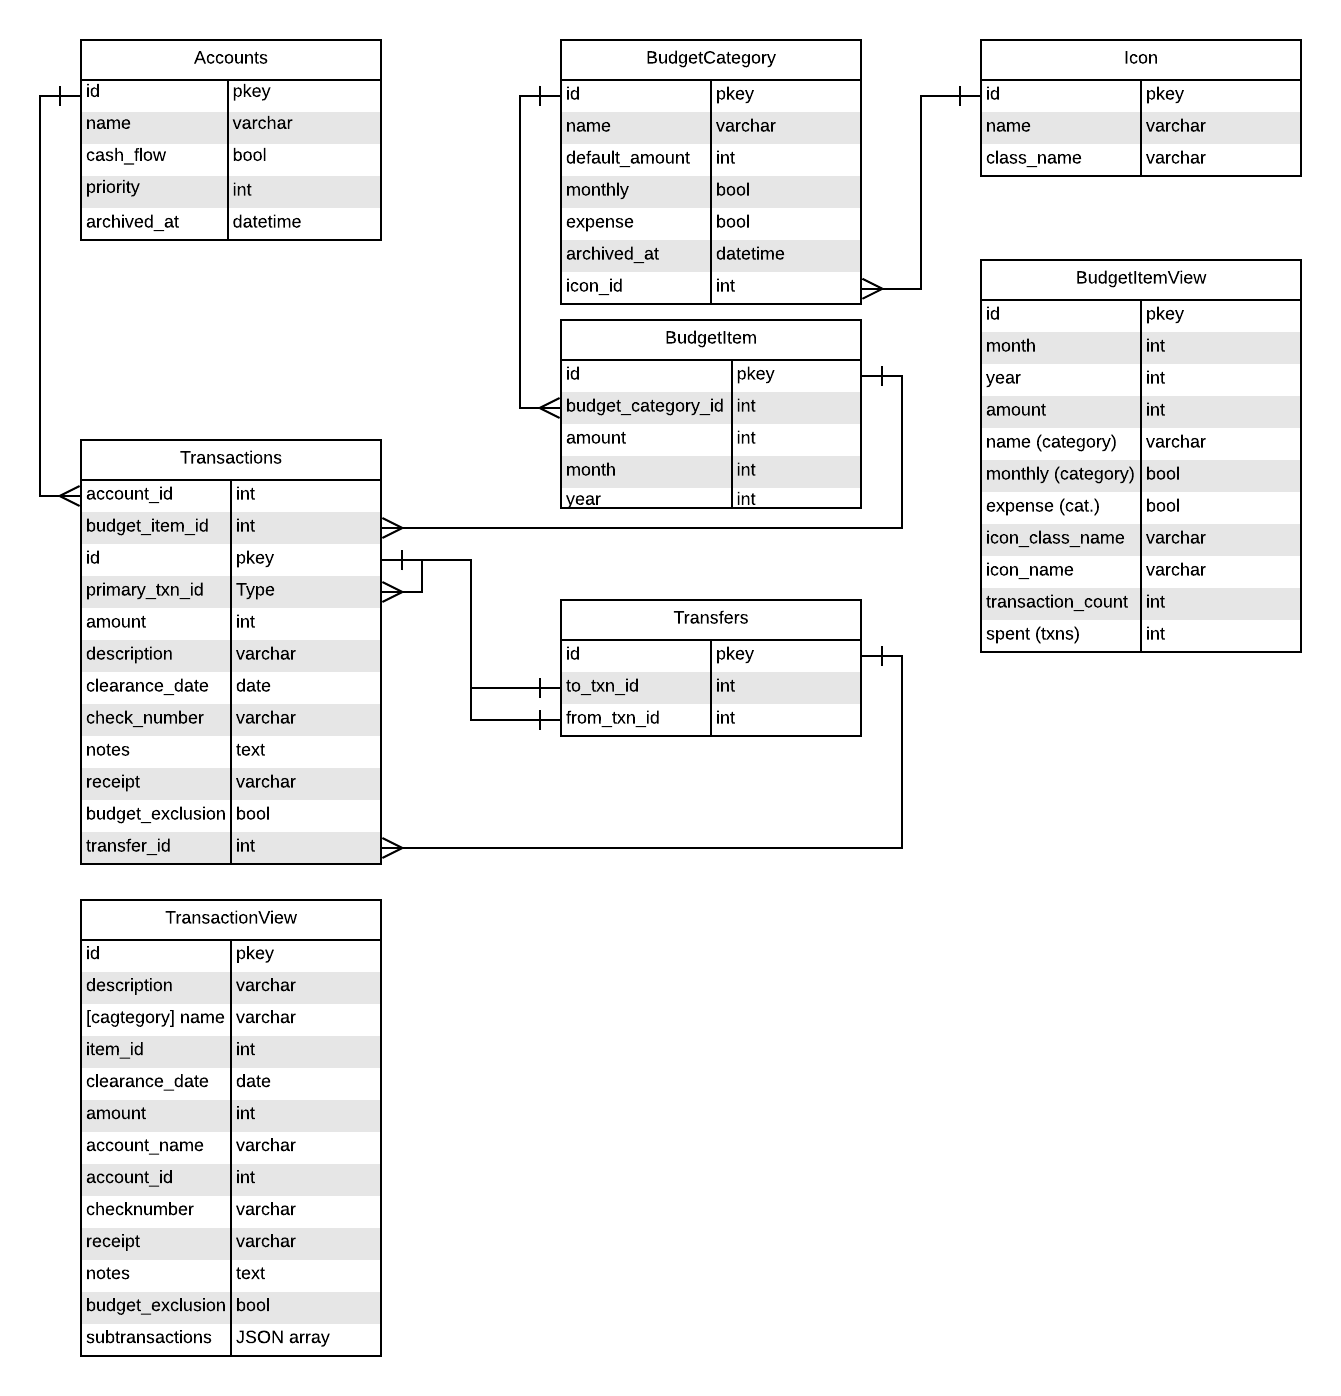 Accounts
id pkey
name varchar
cash_flow bool
priority int
archived_at datetime
BudgetCategory
id pkey
name varchar
default_amount int
monthly bool
expense bool
archived_at datetime
icon_id int
Icon
id pkey
name varchar
class_name varchar
BudgetItem
id pkey
budget_category_id int
amount int
month int
year int
BudgetItemView
id pkey
month int
year int
amount int
name (category) varchar
monthly (category) bool
expense (cat.) bool
icon_class_name varchar
icon_name varchar
transaction_count int
spent (txns) int
Transactions
account_id int
budget_item_id int
id pkey
primary_txn_id Type
amount int
description varchar
clearance_date date
check_number varchar
notes text
receipt varchar
budget_exclusion bool
transfer_id int
Transfers
id pkey
to_txn_id int
from_txn_id int
TransactionView
id pkey
description varchar
[cagtegory] name varchar
item_id int
clearance_date date
amount int
account_name varchar
account_id int
checknumber varchar
receipt varchar
notes text
budget_exclusion bool
subtransactions JSON array